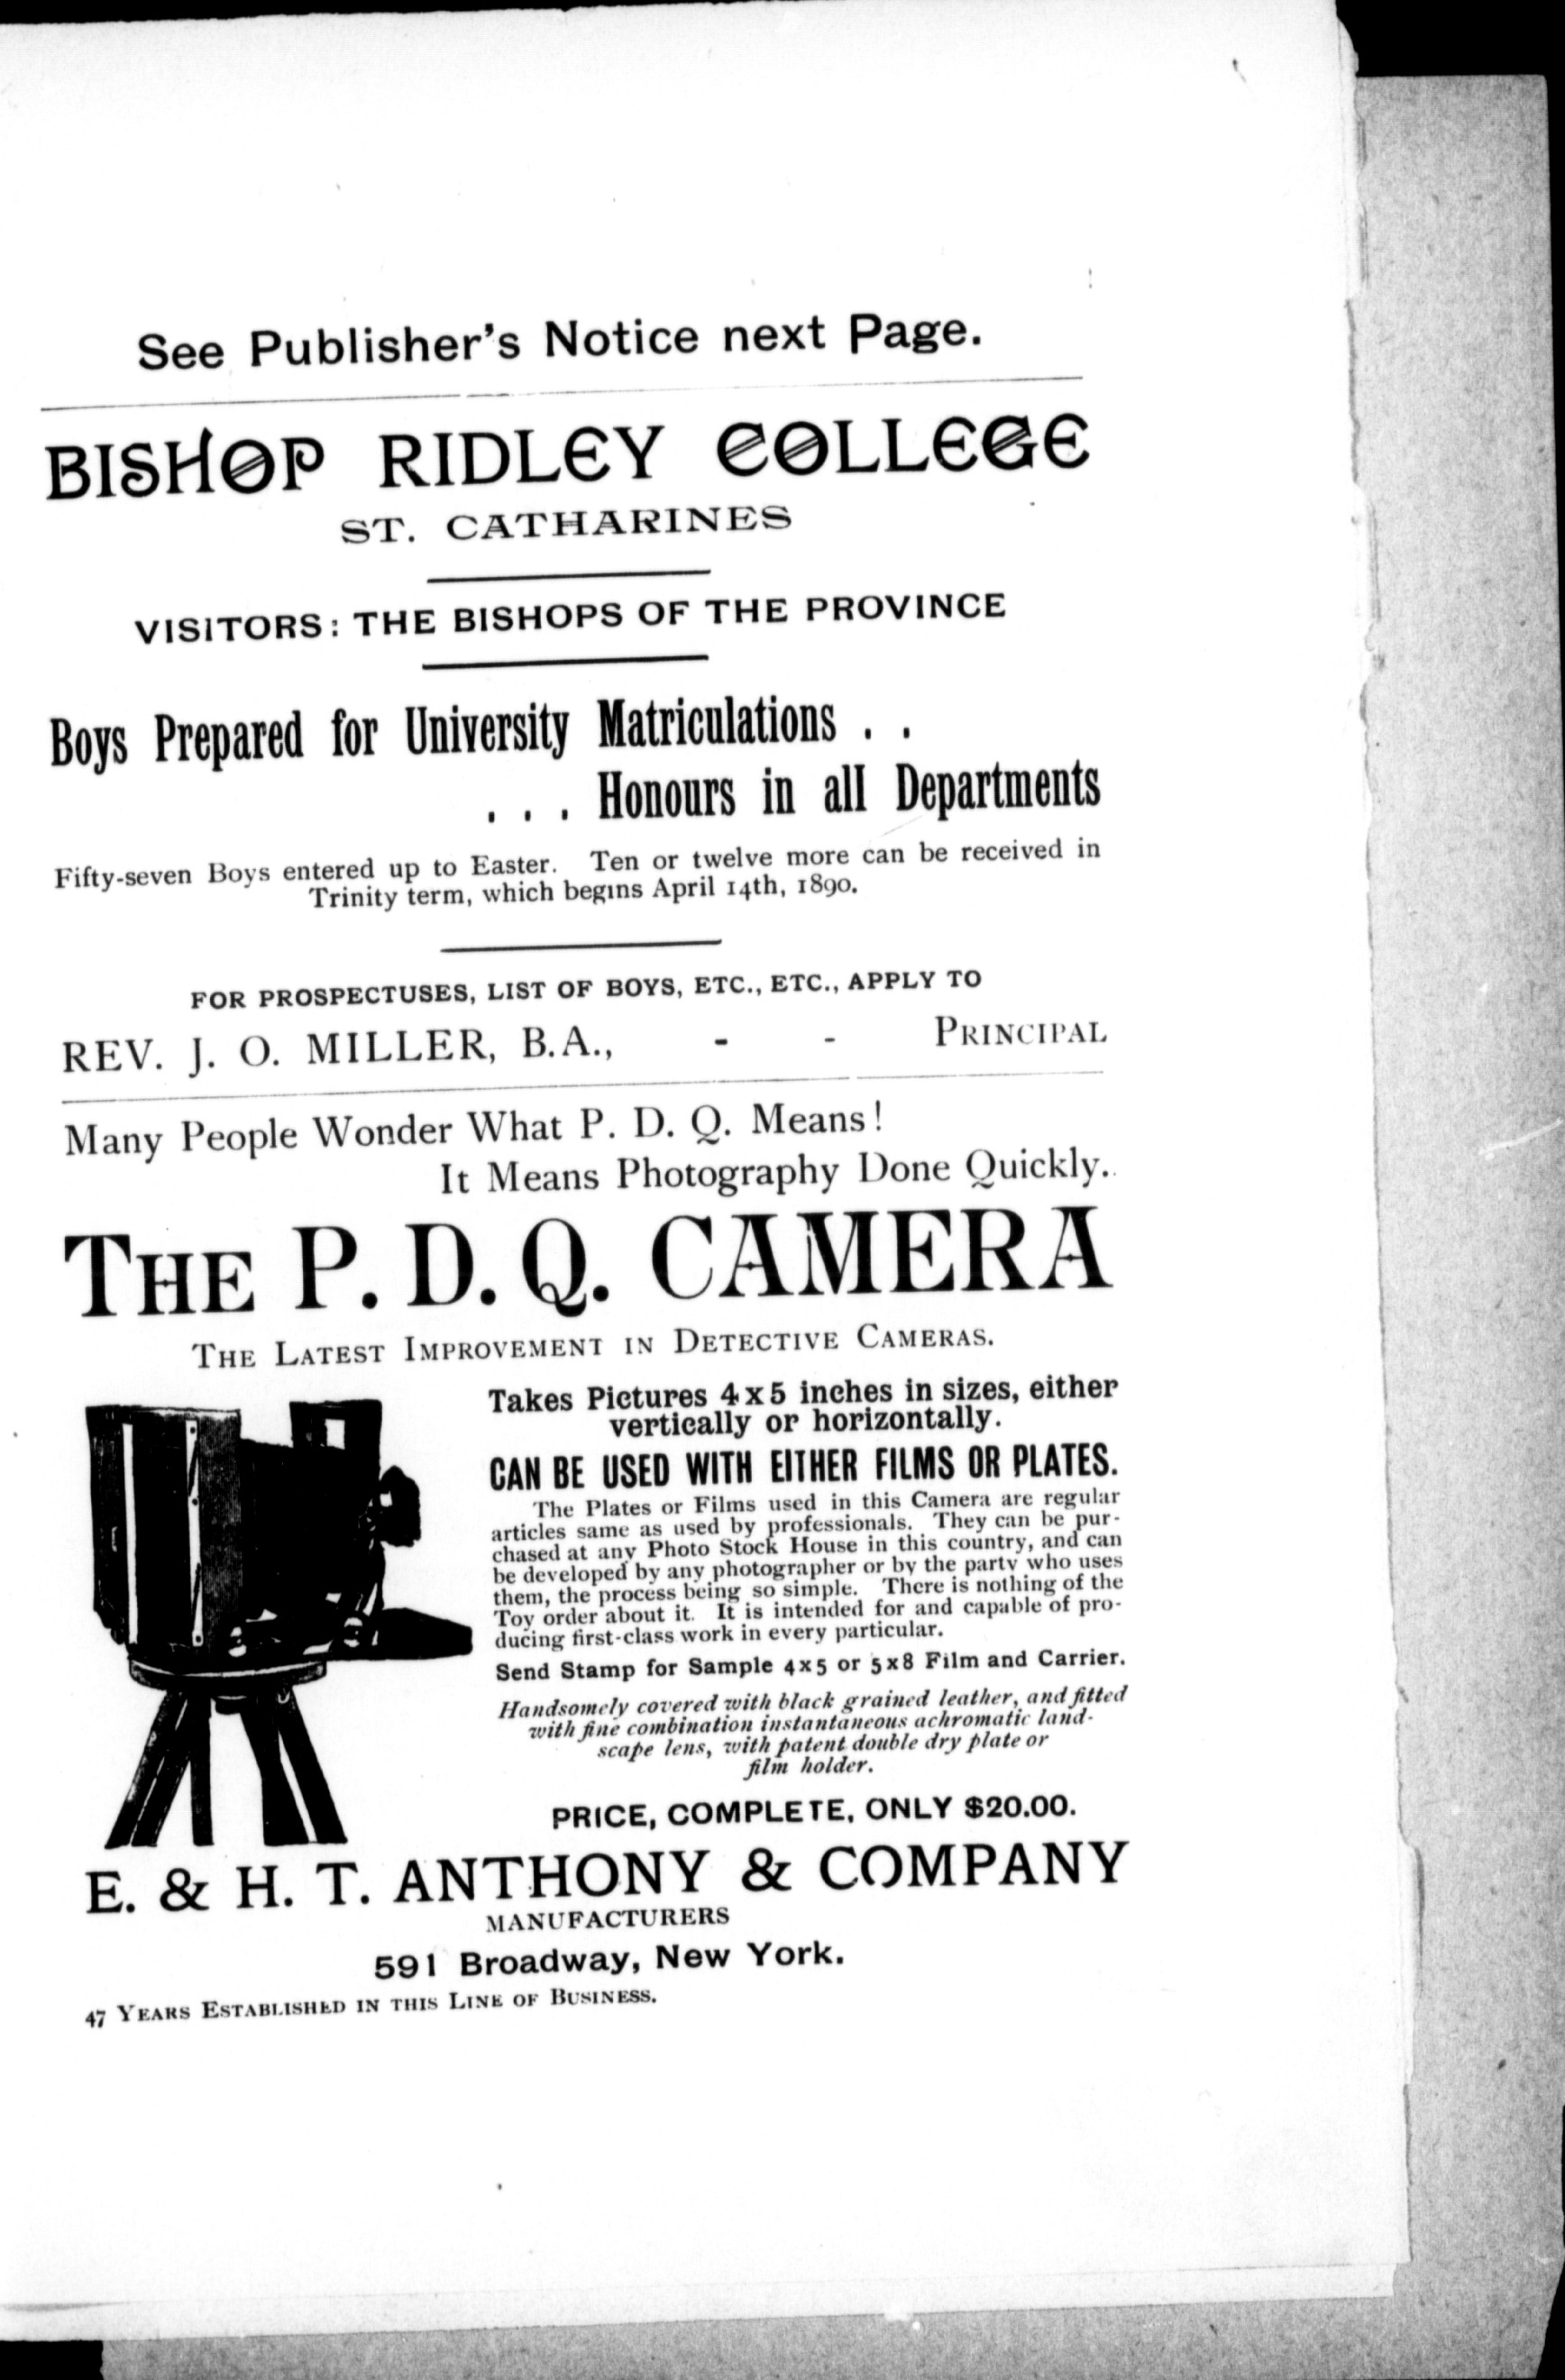 See Publisher's Notice next Page.
BISHOP RIDLEY COLLEGE
ST. CATHARINES
VISITORS: THE BISHOPS OF THE PROVINCE
Boys Prepared for University Matriculations . .
. . . Honours in all Departments
Fifty-seven Boys entered up to Easter. Ten or twelve more can be received in
Trinity term, which begins April 14th, 1890.
FOR PROSPECTUSES, LIST OF BOYS, ETC., ETC., APPLY TO
REV. J. O. MILLER, B.A., - - PRINCIPAL
Many People Wonder What P. D. Q. Means!
It Means Photography Done Quickly.
THE P. D. Q. CAMERA
THE LATEST IMPROVEMENT IN DETECTIVE CAMERAS.
Takes Pictures 4x5 inches in sizes, either
vertically or horizontally.
CAN BE USED WITH EITHER FILMS OR PLATES.
The Plates or Films used in this Camera are regular
articles same as used by professionals. They can be pur-
chased at any Photo Stock House in this country, and can
be developed by any photographer or by the party who uses
them, the process being so simple. There is nothing of the
Toy order about it. It is intended for and capable of pro-
ducing first-class work in every particular.
Send Stamp for Sample 4x5 or 5x8 Film and Carrier.
Handsomely covered with black grained leather, and fitted
with fine combination instantaneous achromatic land-
scape lens, with patent double dry plate or
film holder.
PRICE, COMPLETE, ONLY $20.00.
E. & H. T. ANTHONY & COMPANY
MANUFACTURERS
591 Broadway, New York.
47 YEARS ESTABLISHED IN THIS LINE OF BUSINESS.